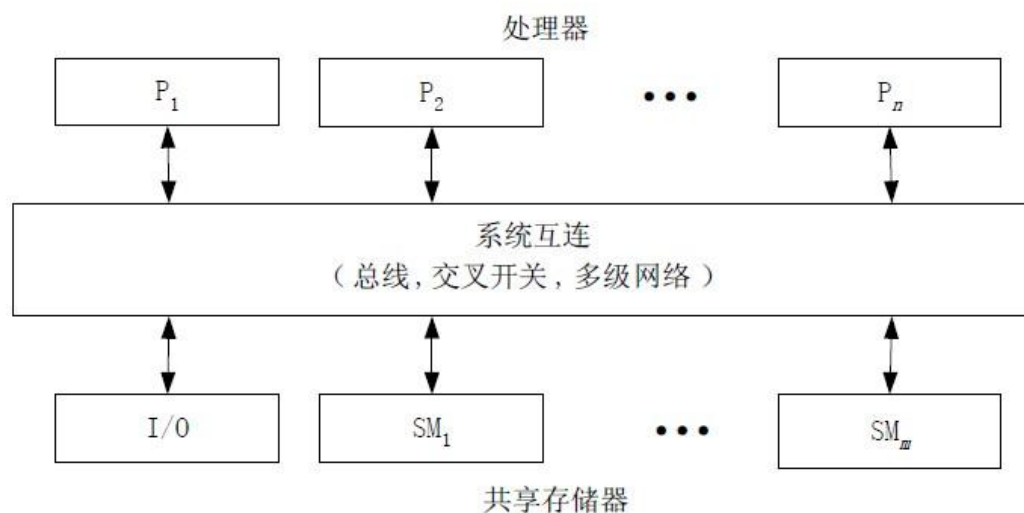 处理器
P₁ P₂ ••• Pₙ
系统互连
(总线,交叉开关,多级网络)
I/O SM₁ ••• SMₘ
共享存储器